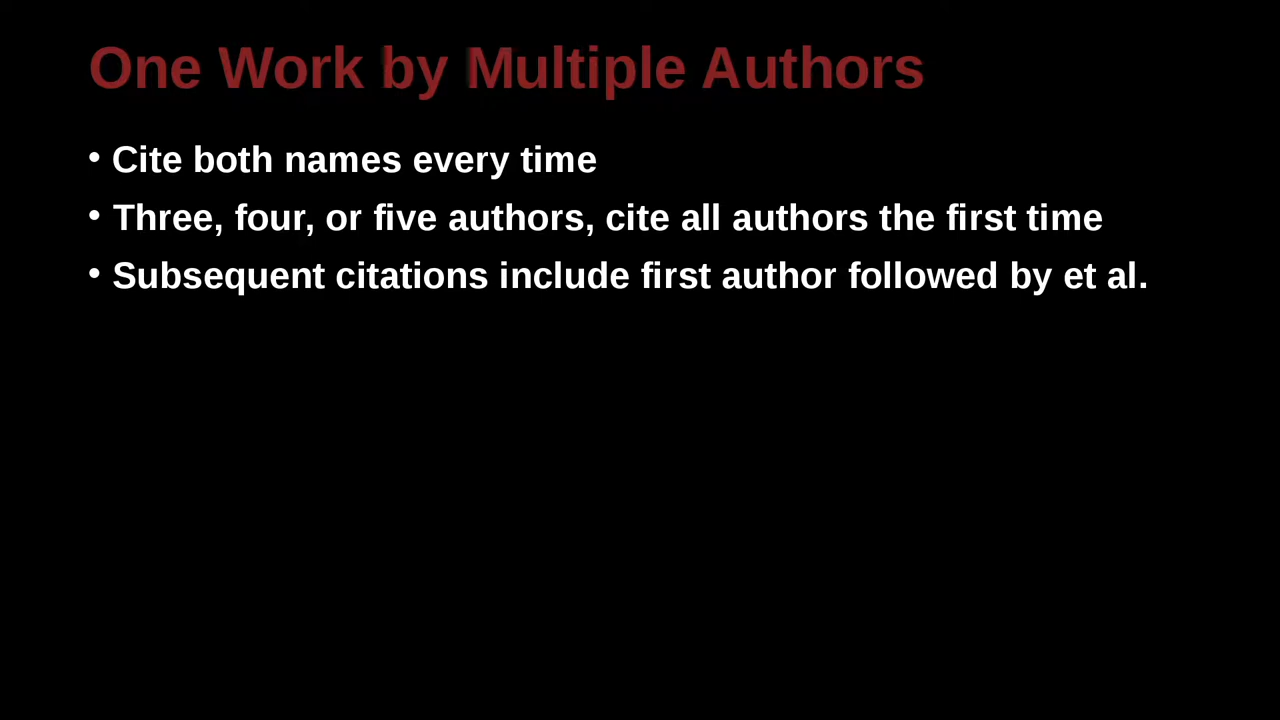 One Work by Multiple Authors
• Cite both names every time
• Three, four, or five authors, cite all authors the first time
• Subsequent citations include first author followed by et al.